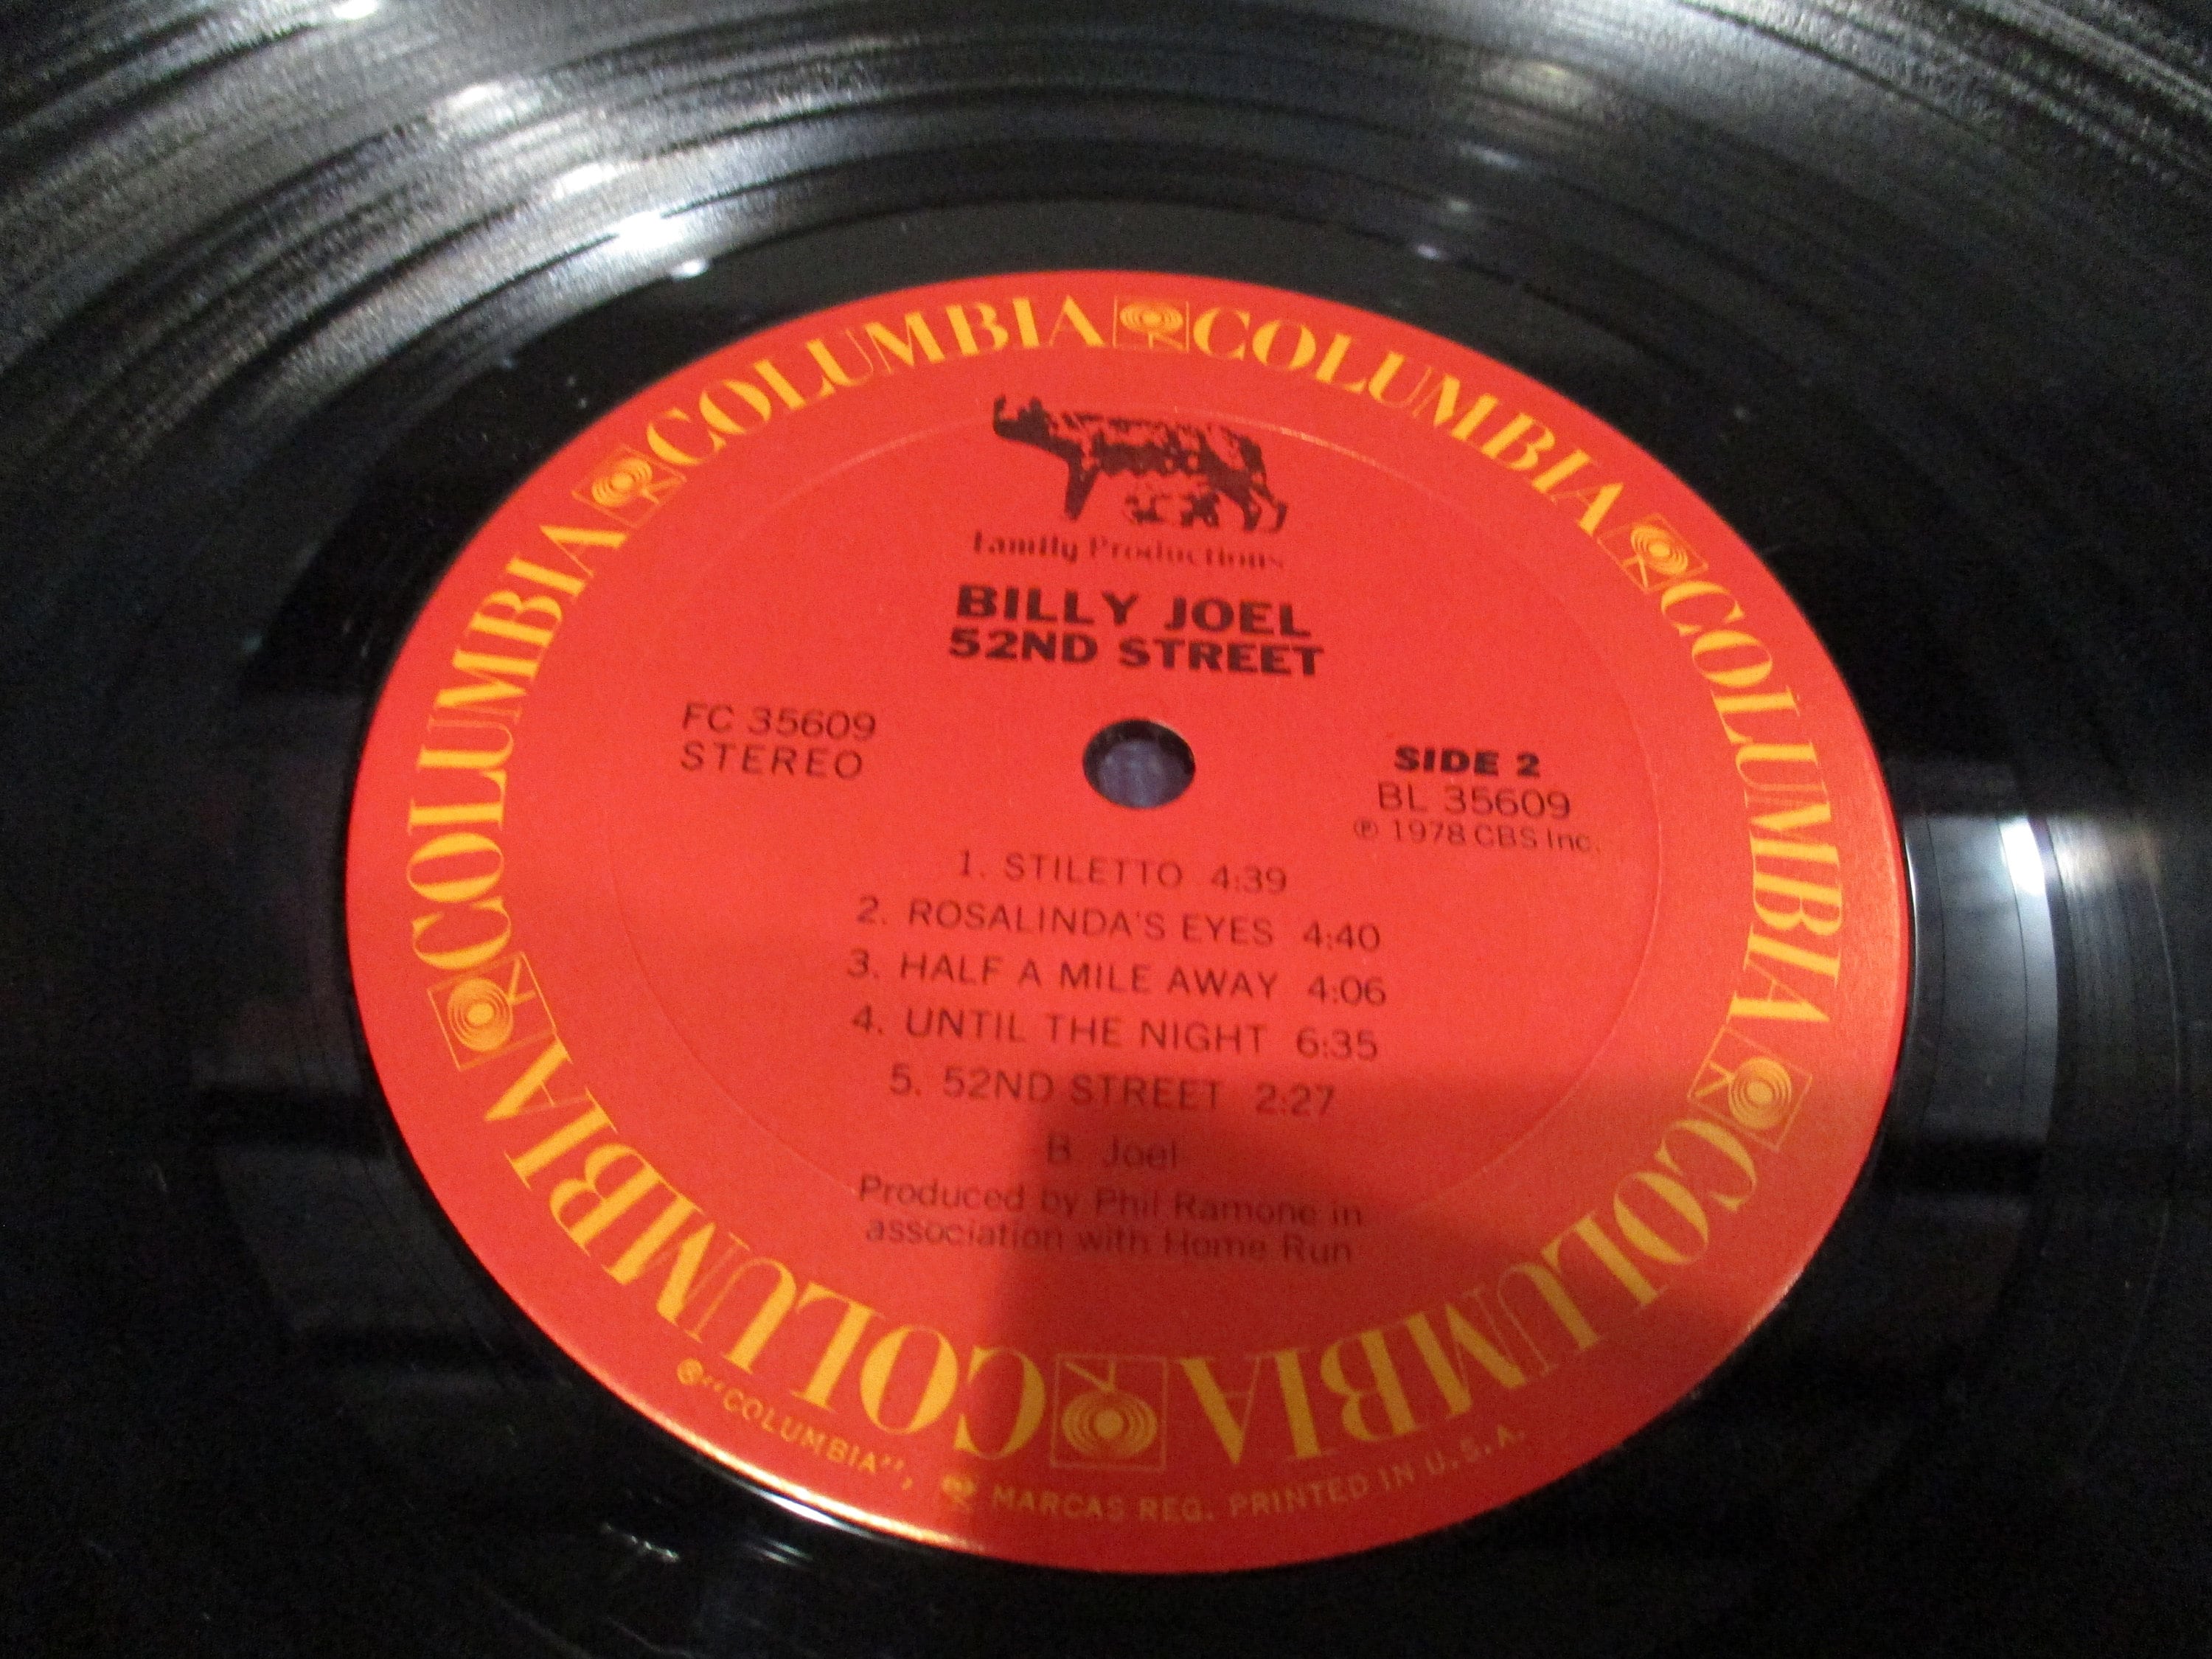 COLUMBIA COLUMBIA COLUMBIA COLUMBIA COLUMBIA COLUMBIA
Family Productions
BILLY JOEL
52ND STREET
FC 35609
STEREO
SIDE 2
BL 35609
℗ 1978 CBS Inc.
1. STILETTO 4:39
2. ROSALINDA'S EYES 4:40
3. HALF A MILE AWAY 4:06
4. UNTIL THE NIGHT 6:35
5. 52ND STREET 2:27
B. Joel
Produced by Phil Ramone in
association with Home Run
® "COLUMBIA", MARCAS REG. PRINTED IN U.S.A.